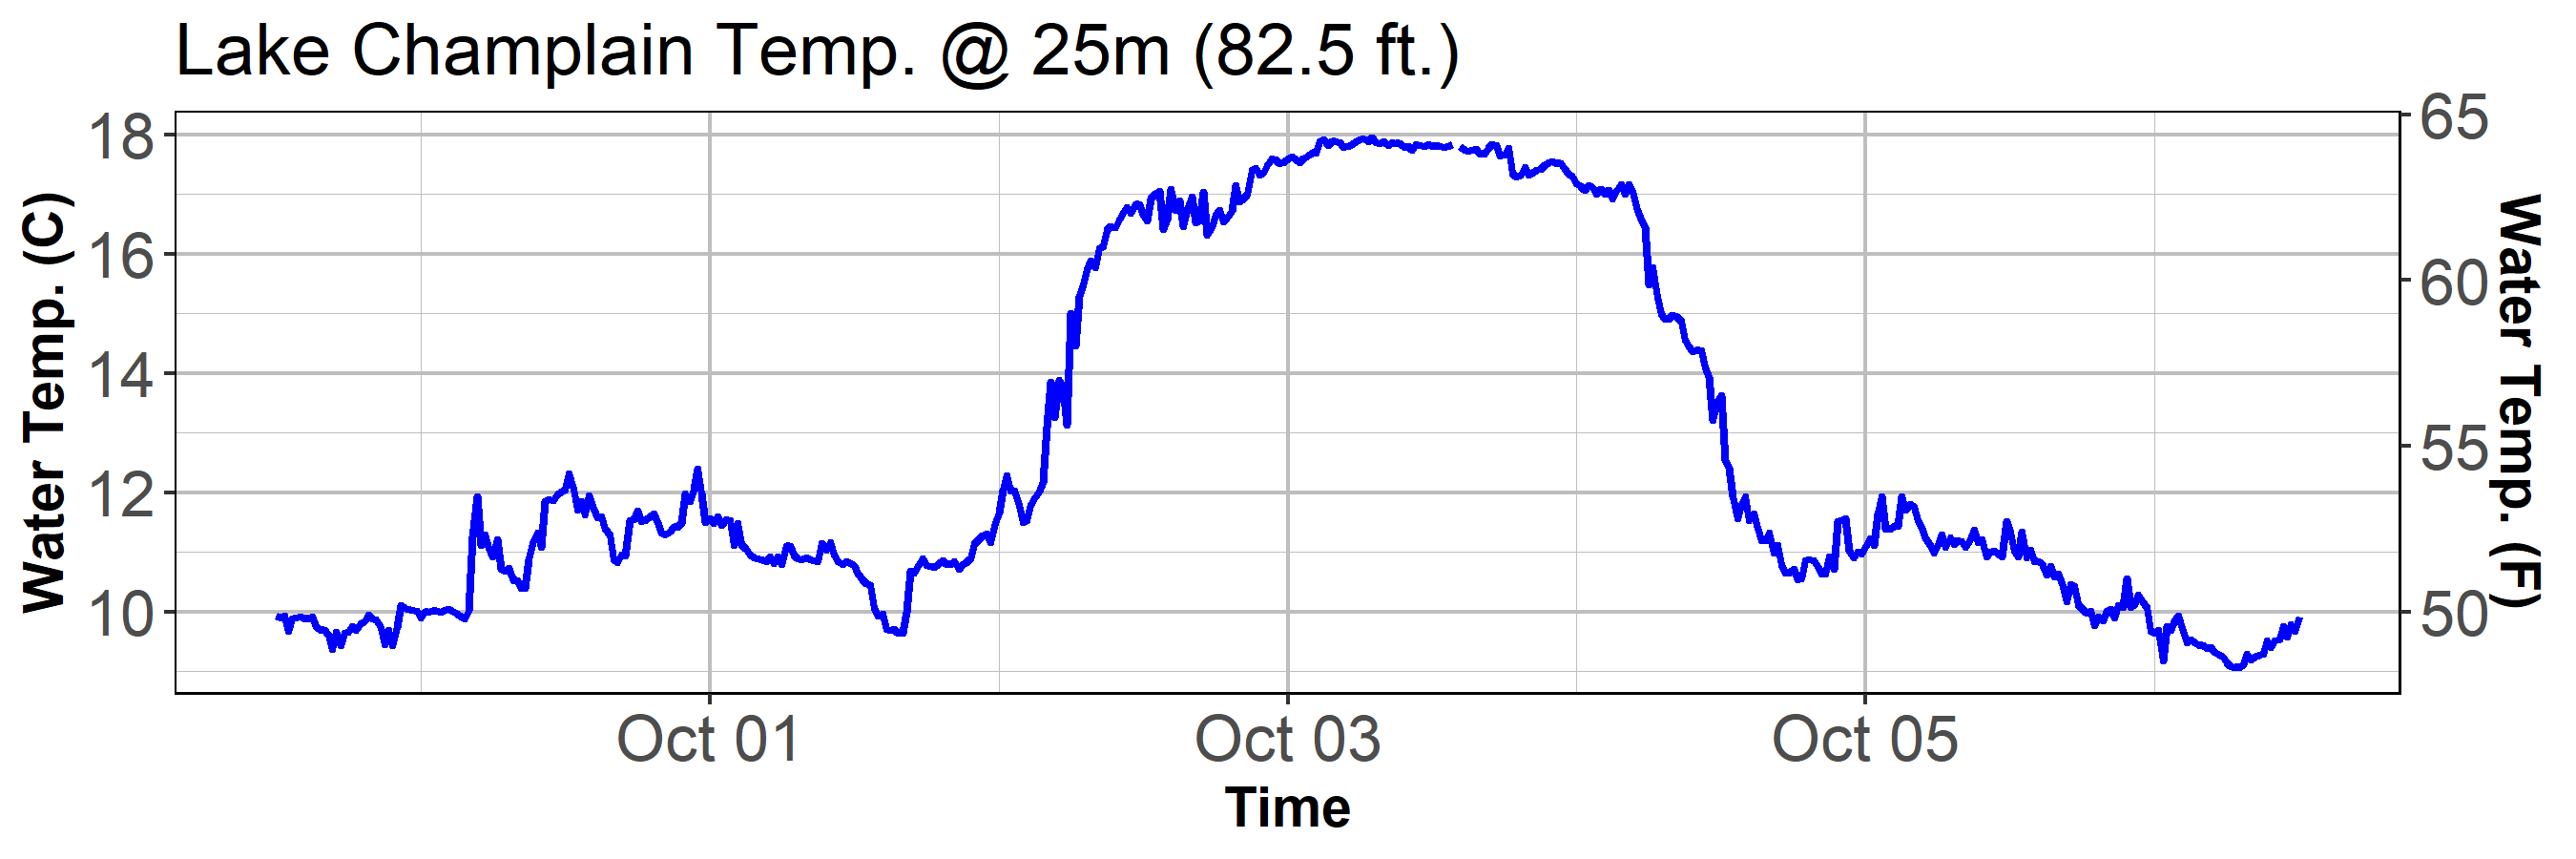 Lake Champlain Temp. @ 25m (82.5 ft.)
Water Temp. (C)
18
16
14
12
10
65
60
55
50
Water Temp. (F)
Oct 01
Oct 03
Oct 05
Time